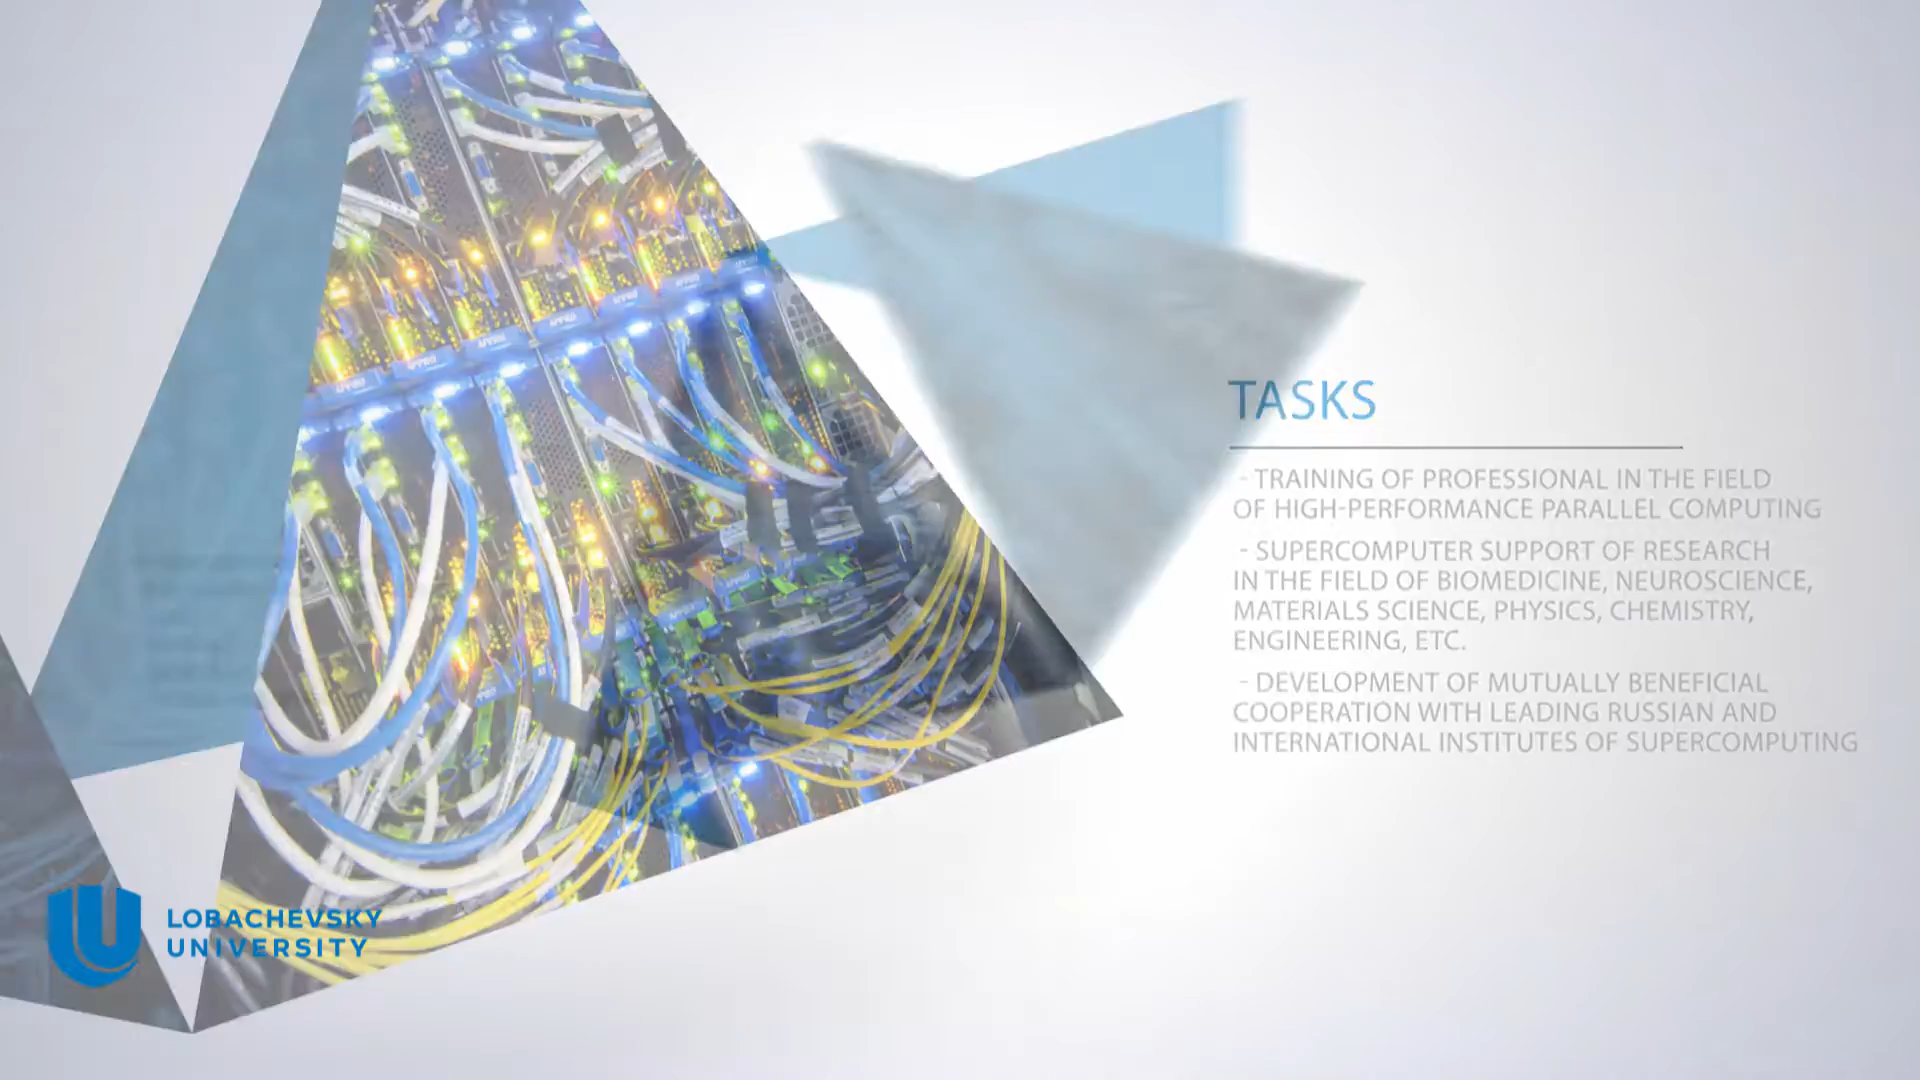 TASKS
- TRAINING OF PROFESSIONAL IN THE FIELD
OF HIGH-PERFORMANCE PARALLEL COMPUTING
- SUPERCOMPUTER SUPPORT OF RESEARCH
IN THE FIELD OF BIOMEDICINE, NEUROSCIENCE,
MATERIALS SCIENCE, PHYSICS, CHEMISTRY,
ENGINEERING, ETC.
- DEVELOPMENT OF MUTUALLY BENEFICIAL
COOPERATION WITH LEADING RUSSIAN AND
INTERNATIONAL INSTITUTES OF SUPERCOMPUTING
LOBACHEVSKY
UNIVERSITY